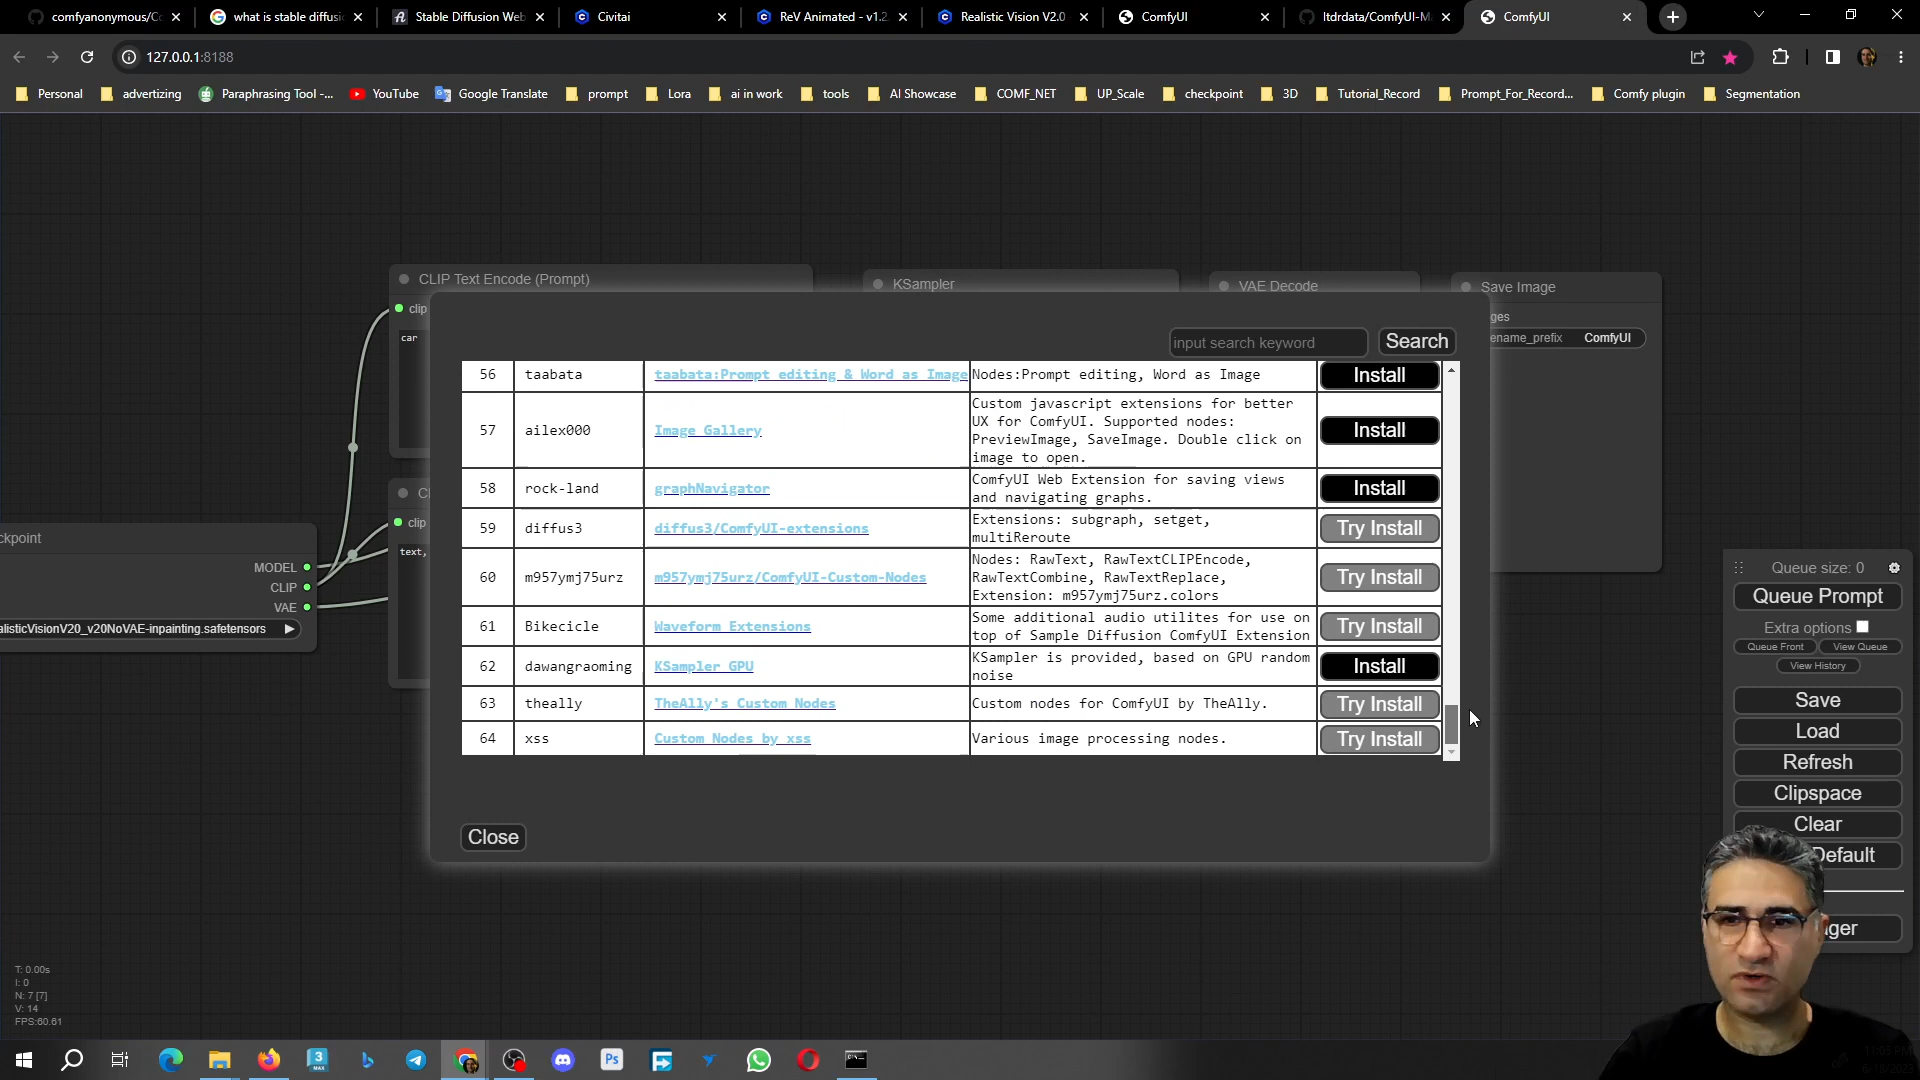 comfyanonymous/Cc
what is stable diffusi
Stable Diffusion Web
Civitai
ReV Animated - v1.2
Realistic Vision V2.0
ComfyUI
ltdrdata/ComfyUI-M
ComfyUI
127.0.0.1:8188
Personal
advertizing
Paraphrasing Tool -...
YouTube
Google Translate
prompt
Lora
ai in work
tools
AI Showcase
COMF_NET
UP_Scale
checkpoint
3D
Tutorial_Record
Prompt_For_Record...
Comfy plugin
Segmentation
CLIP Text Encode (Prompt)
KSampler
VAE Decode
Save Image
clip
car
ges
ename_prefix ComfyUI
input search keyword
Search
56 taabata taabata:Prompt editing & Word as Image Nodes:Prompt editing, Word as Image Install
57 ailex000 Image Gallery Custom javascript extensions for better
UX for ComfyUI. Supported nodes:
PreviewImage, SaveImage. Double click on
image to open.
Install
58 rock-land graphNavigator ComfyUI Web Extension for saving views
and navigating graphs.
Install
59 diffus3 diffus3/ComfyUI-extensions Extensions: subgraph, setget,
multiReroute
Try Install
60 m957ymj75urz m957ymj75urz/ComfyUI-Custom-Nodes Nodes: RawText, RawTextCLIPEncode,
RawTextCombine, RawTextReplace,
Extension: m957ymj75urz.colors
Try Install
61 Bikecicle Waveform Extensions Some additional audio utilites for use on
top of Sample Diffusion ComfyUI Extension
Try Install
62 dawangraoming KSampler GPU KSampler is provided, based on GPU random
noise
Install
63 theally TheAlly's Custom Nodes Custom nodes for ComfyUI by TheAlly. Try Install
64 xss Custom Nodes by xss Various image processing nodes. Try Install
Close
C
clip
text,
ckpoint
MODEL
CLIP
VAE
alisticVisionV20_v20NoVAE-inpainting.safetensors
Queue size: 0
Queue Prompt
Extra options
Queue Front
View Queue
View History
Save
Load
Refresh
Clipspace
Clear
Default
ager
T: 0.00s
I: 0
N: 7 [7]
V: 14
FPS:60.61
3
MAX
Ps